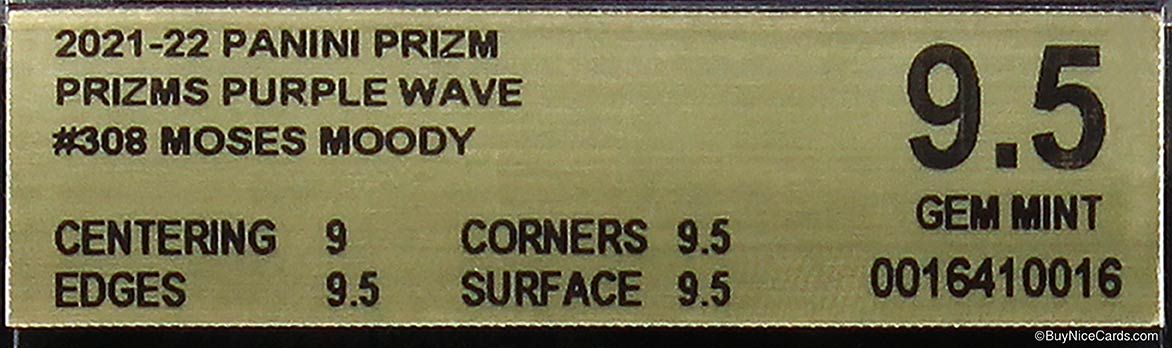 2021-22 PANINI PRIZM
PRIZMS PURPLE WAVE
#308 MOSES MOODY
9.5
GEM MINT
0016410016
CENTERING 9 CORNERS 9.5
EDGES 9.5 SURFACE 9.5
©BuyNiceCards.com